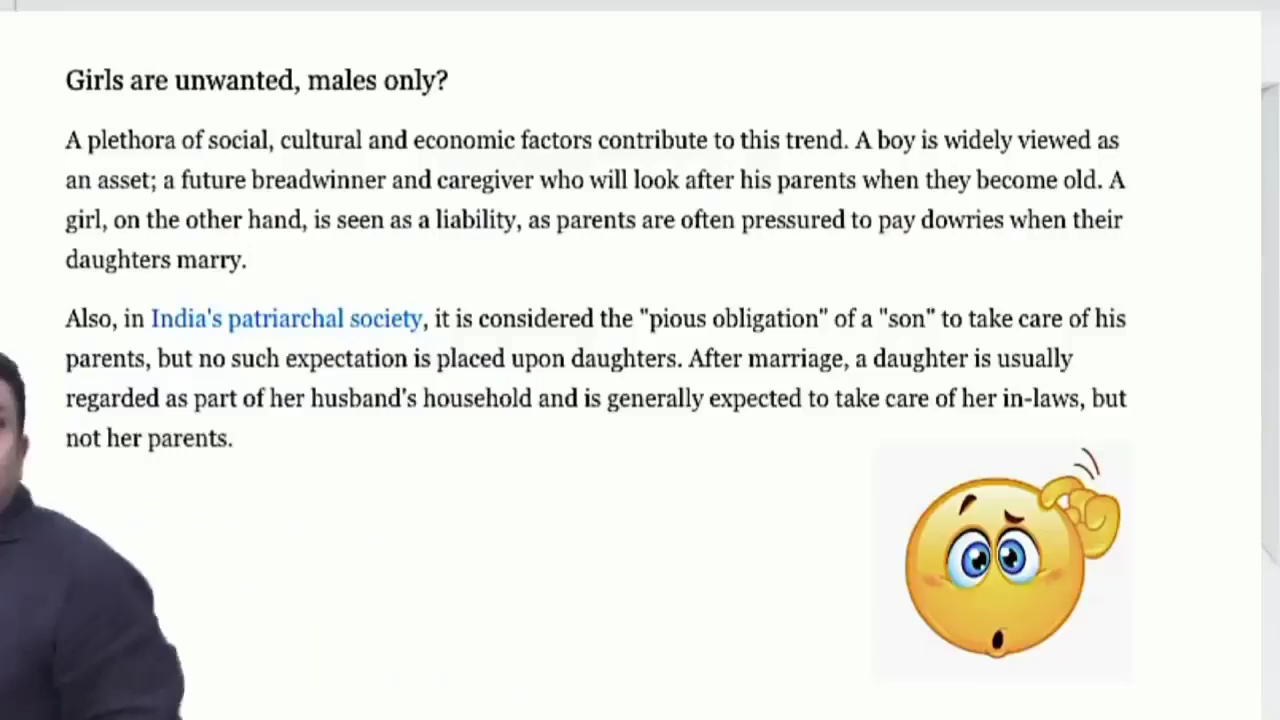 Girls are unwanted, males only?
A plethora of social, cultural and economic factors contribute to this trend. A boy is widely viewed as
an asset; a future breadwinner and caregiver who will look after his parents when they become old. A
girl, on the other hand, is seen as a liability, as parents are often pressured to pay dowries when their
daughters marry.
Also, in India's patriarchal society, it is considered the "pious obligation" of a "son" to take care of his
parents, but no such expectation is placed upon daughters. After marriage, a daughter is usually
regarded as part of her husband's household and is generally expected to take care of her in-laws, but
not her parents.